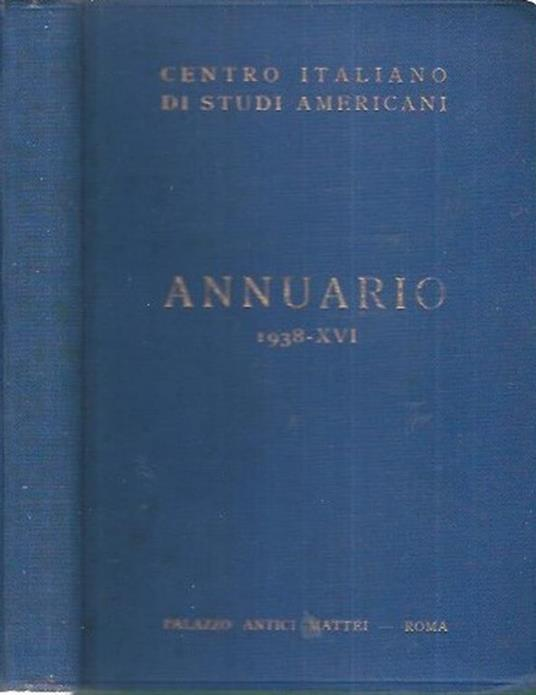 CENTRO ITALIANO
DI STUDI AMERICANI
ANNUARIO
1938-XVI
PALAZZO ANTICI MATTEI — ROMA